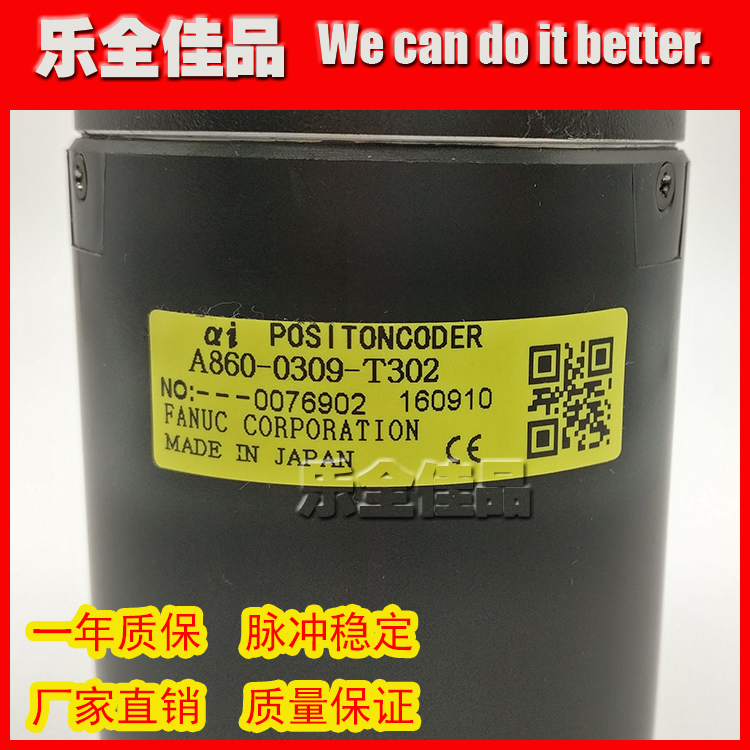 乐全佳品 We can do it better.
αi POSITONCODER
A860-0309-T302
NO:---0076902 160910
FANUC CORPORATION
MADE IN JAPAN CE
乐全佳品
一年质保 脉冲稳定
厂家直销 质量保证